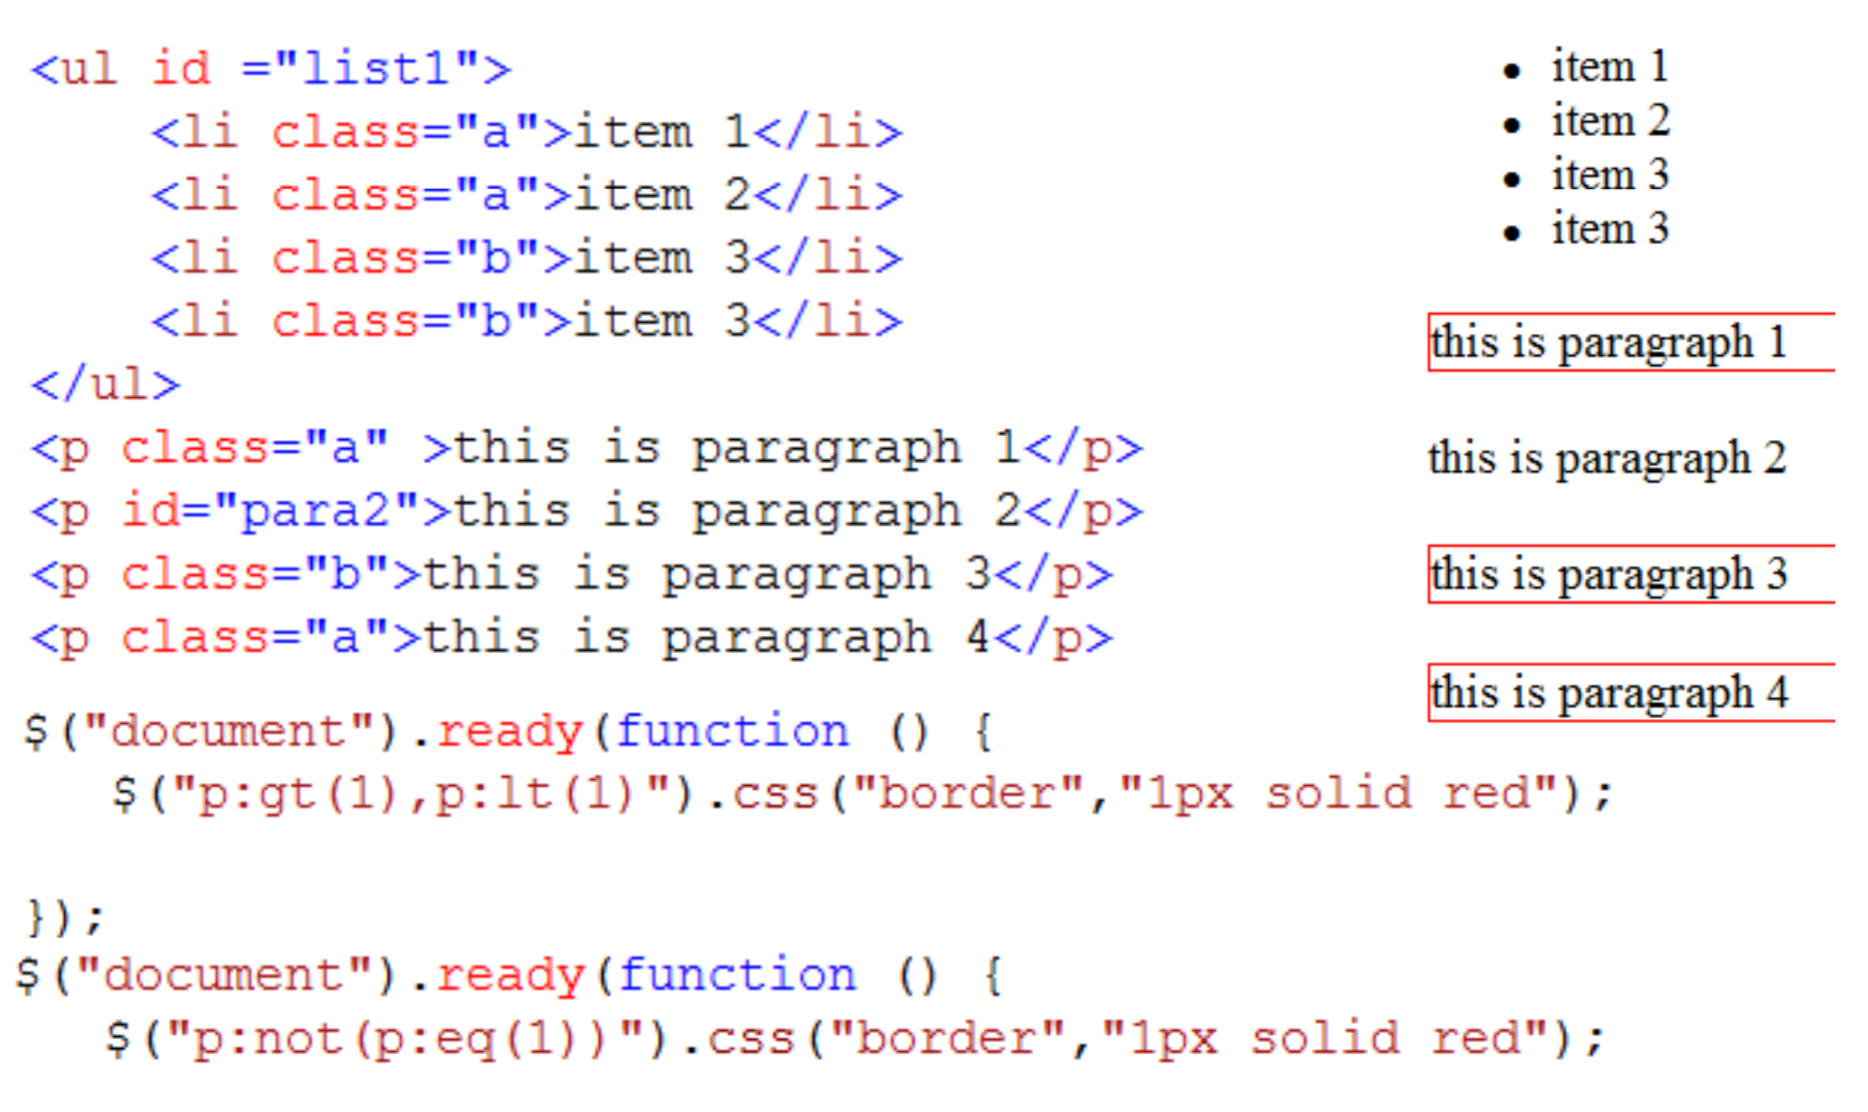 <ul id ="list1">
<li class="a">item 1</li>
<li class="a">item 2</li>
<li class="b">item 3</li>
<li class="b">item 3</li>
</ul>
<p class="a" >this is paragraph 1</p>
<p id="para2">this is paragraph 2</p>
<p class="b">this is paragraph 3</p>
<p class="a">this is paragraph 4</p>
$("document").ready(function () {
$("p:gt(1),p:lt(1)").css("border","1px solid red");
});
$("document").ready(function () {
$("p:not(p:eq(1))").css("border","1px solid red");
• item 1
• item 2
• item 3
• item 3
this is paragraph 1
this is paragraph 2
this is paragraph 3
this is paragraph 4